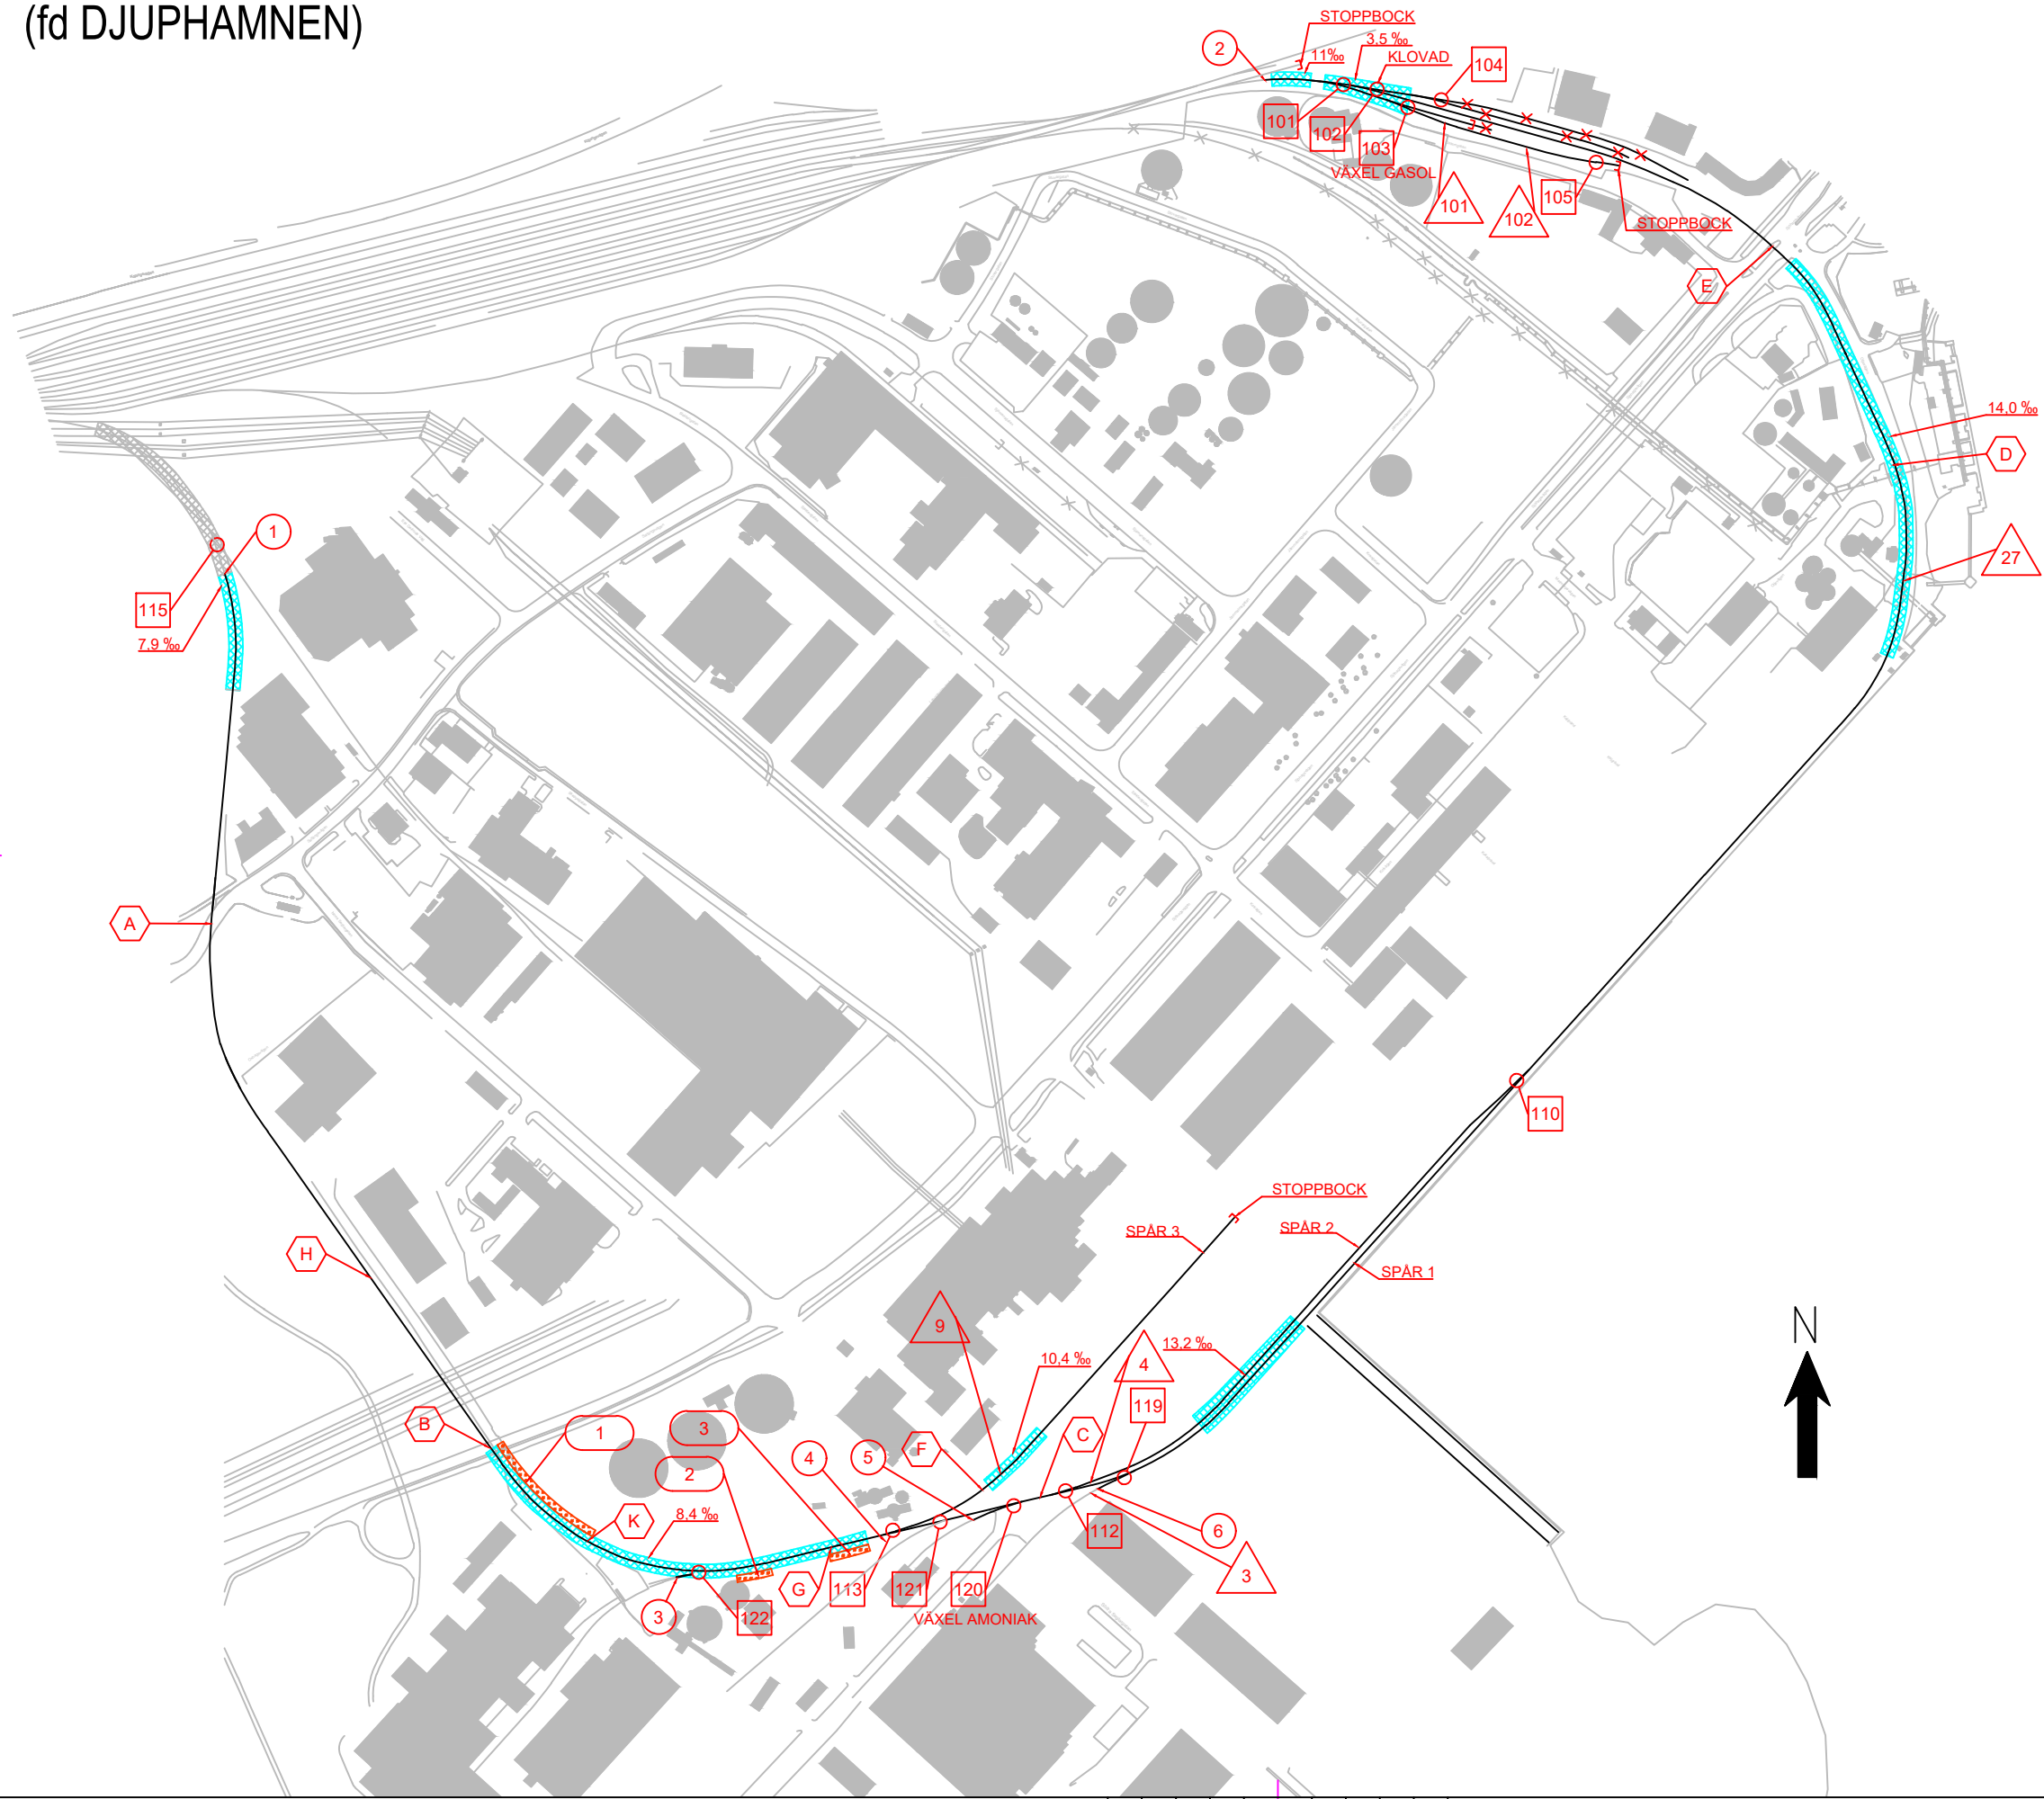 (fd DJUPHAMNEN)
STOPPBOCK
2
3.5 ‰
11‰
KLOVAD
104
101
102
103
VÄXEL GASOL
101
102
105
STOPPBOCK
E
14,0 ‰
D
27
1
115
7.9 ‰
A
110
STOPPBOCK
SPÅR 3
SPÅR 2
SPÅR 1
H
N
9
10,4 ‰
4
13,2 ‰
119
B
1
3
2
4
5
F
C
K
8.4 ‰
112
6
G
113
121
120
3
3
122
VÄXEL AMONIAK